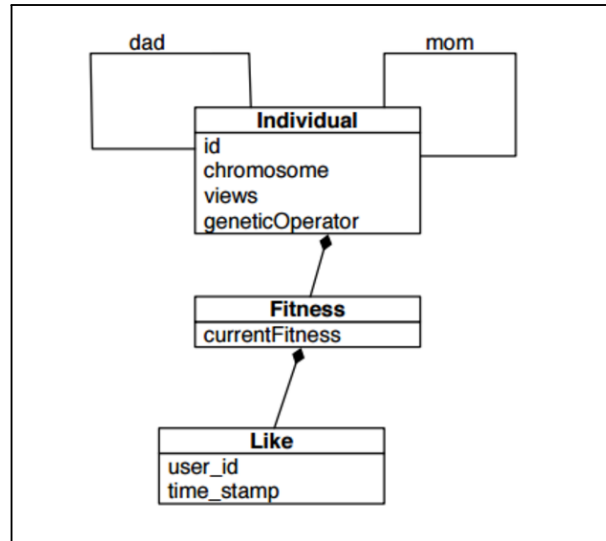 dad
mom
Individual
id
chromosome
views
geneticOperator
Fitness
currentFitness
Like
user_id
time_stamp